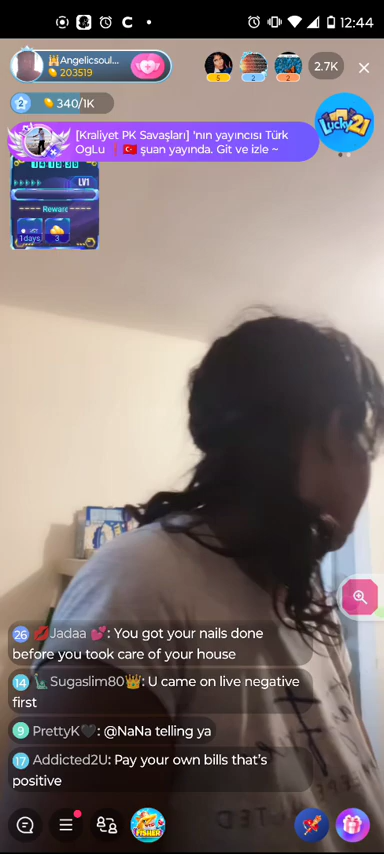 12:44
Angelicsoul...
203519
5
2
2
2.7K
2
340/1K
Lucky21
[Kraliyet PK Savaşları] 'nın yayıncısı Türk
OgLu ❗🇹🇷 şuan yayında. Git ve izle ~
LV1
Reward
1days
3
26 💋Jadaa 💕: You got your nails done
before you took care of your house
14 🗽Sugaslim80👑: U came on live negative
first
9 PrettyK🖤: @NaNa telling ya
17 Addicted2U: Pay your own bills that's
positive
FISHER